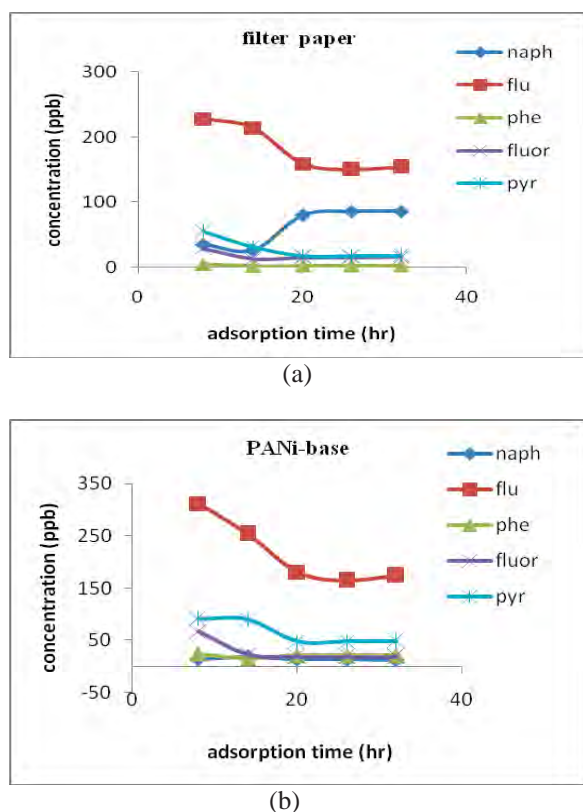 filter paper
naph
flu
phe
fluor
pyr
concentration (ppb)
300
200
100
0
0
20
40
adsorption time (hr)
(a)
PANi-base
naph
flu
phe
fluor
pyr
concentration (ppb)
350
250
150
50
-50
0
20
40
adsorption time (hr)
(b)